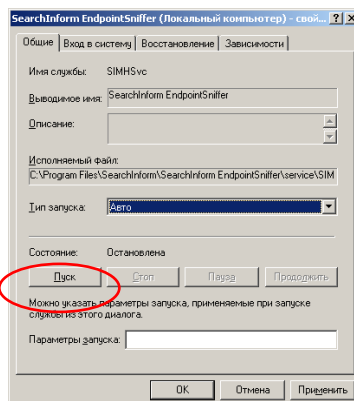 SearchInform EndpointSniffer (Локальный компьютер) - свой...
Общие Вход в систему Восстановление Зависимости
Имя службы: SIMHSvc
Выводимое имя: SearchInform EndpointSniffer
Описание:
Исполняемый файл:
C:\Program Files\SearchInform\SearchInform EndpointSniffer\service\SIM
Тип запуска: Авто
Состояние: Остановлена
Пуск Стоп Пауза Продолжить
Можно указать параметры запуска, применяемые при запуске
службы из этого диалога.
Параметры запуска:
OK Отмена Применить